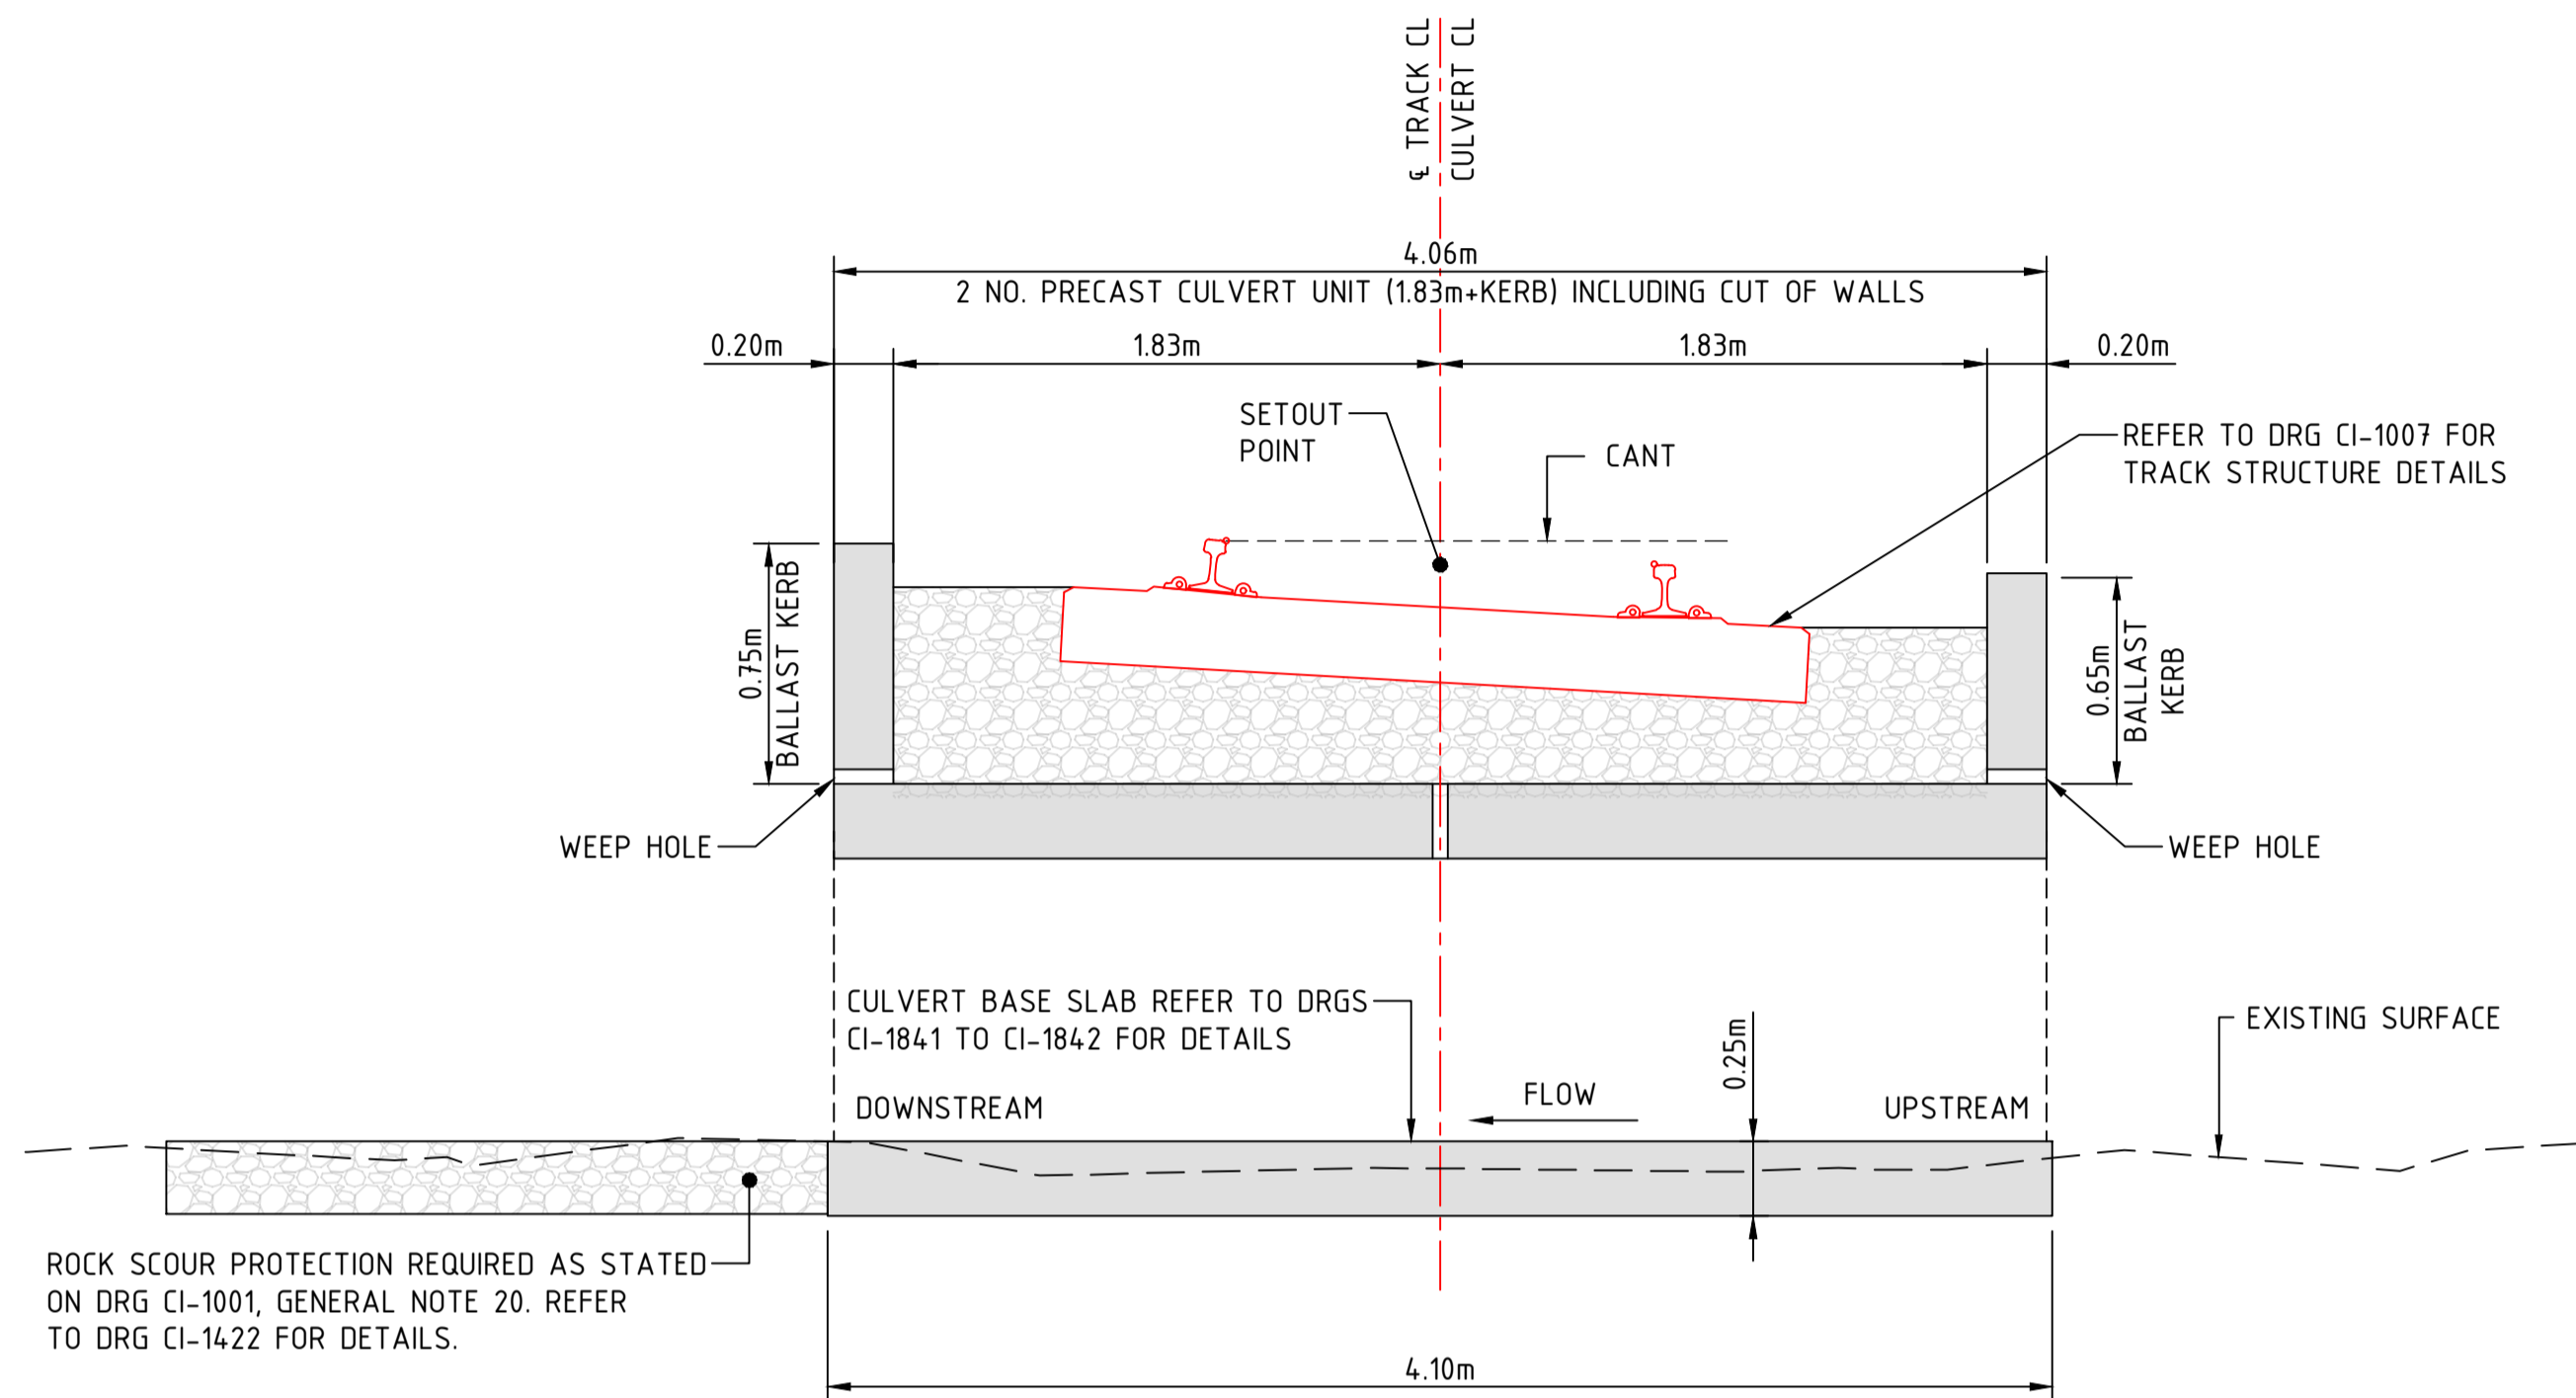 ℄ TRACK CL
CULVERT CL
4.06m
2 NO. PRECAST CULVERT UNIT (1.83m+KERB) INCLUDING CUT OF WALLS
0.20m
1.83m
1.83m
0.20m
SETOUT
POINT
CANT
REFER TO DRG CI-1007 FOR
TRACK STRUCTURE DETAILS
0.75m
BALLAST KERB
0.65m
BALLAST
KERB
WEEP HOLE
WEEP HOLE
CULVERT BASE SLAB REFER TO DRGS
CI-1841 TO CI-1842 FOR DETAILS
0.25m
EXISTING SURFACE
DOWNSTREAM
FLOW
UPSTREAM
ROCK SCOUR PROTECTION REQUIRED AS STATED
ON DRG CI-1001, GENERAL NOTE 20. REFER
TO DRG CI-1422 FOR DETAILS.
4.10m